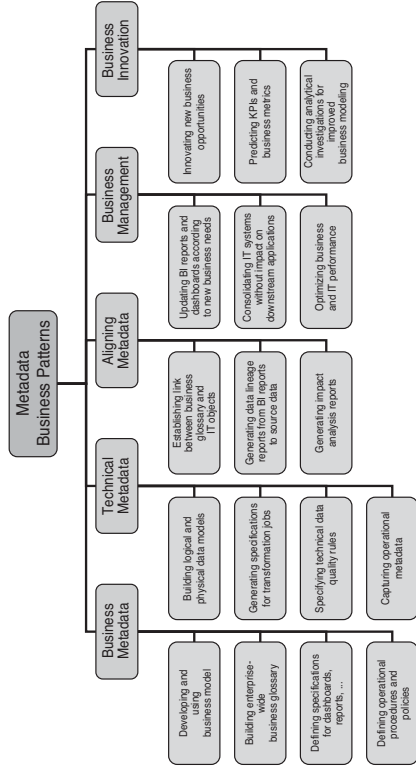 Metadata
Business Patterns
Business
Metadata
Developing and
using
business model
Building enterprise-
wide
business glossary
Defining specifications
for dashboards,
reports, ...
Defining operational
procedures and
policies
Technical
Metadata
Building logical and
physical data models
Generating specifications
for transformation jobs
Specifying technical data
quality rules
Capturing operational
metadata
Aligning
Metadata
Establishing link
between business
glossary and
IT objects
Generating data lineage
reports from BI reports
to source data
Generating impact
analysis reports
Business
Management
Updating BI reports and
dashboards according
to new business needs
Consolidating IT systems
without impact on
downstream applications
Optimizing business
and IT performance
Business
Innovation
Innovating new business
opportunities
Predicting KPIs and
business metrics
Conducting analytical
investigations for
improved
business modeling